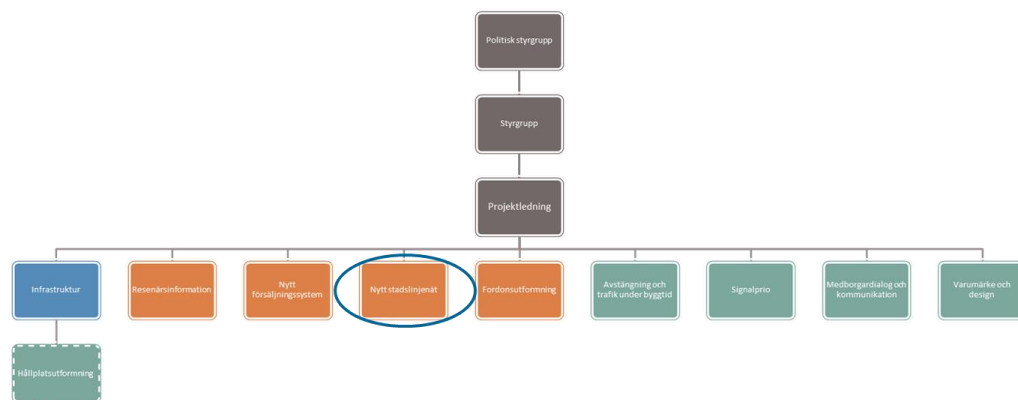 Politisk styrgrupp
Styrgrupp
Projektledning
Infrastruktur
Resenärsinformation
Nytt
försäljningssystem
Nytt stadslinjenät
Fordonsutformning
Avstängning och
trafik under byggtid
Signalprio
Medborgardialog och
kommunikation
Varumärke och
design
Hållplatsutformning